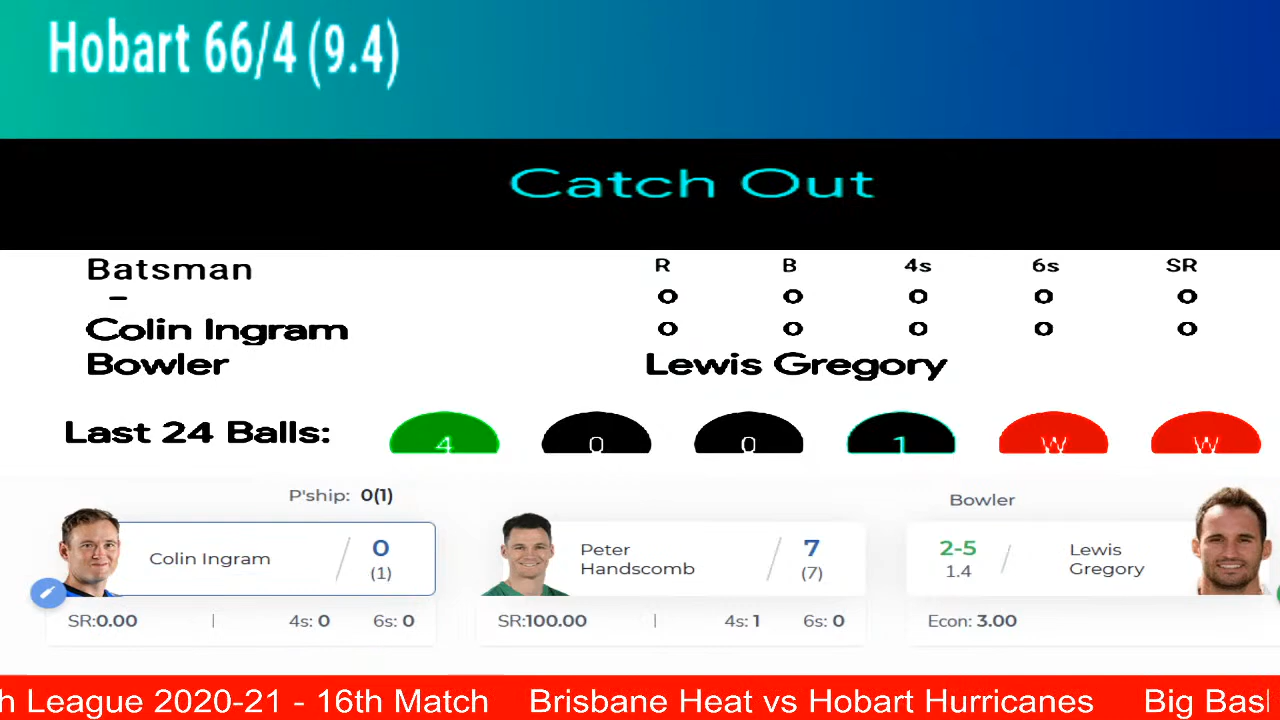 Hobart 66/4 (9.4)
Catch Out
Batsman R B 4s 6s SR
- 0 0 0 0 0
Colin Ingram 0 0 0 0 0
Bowler Lewis Gregory
Last 24 Balls: 4 0 0 1 W W
P'ship: 0(1)
Colin Ingram / 0 (1)
SR:0.00 | 4s: 0 6s: 0
Peter Handscomb / 7 (7)
SR:100.00 | 4s: 1 6s: 0
Bowler
2-5 1.4 / Lewis Gregory
Econ: 3.00
h League 2020-21 - 16th Match Brisbane Heat vs Hobart Hurricanes Big Bas